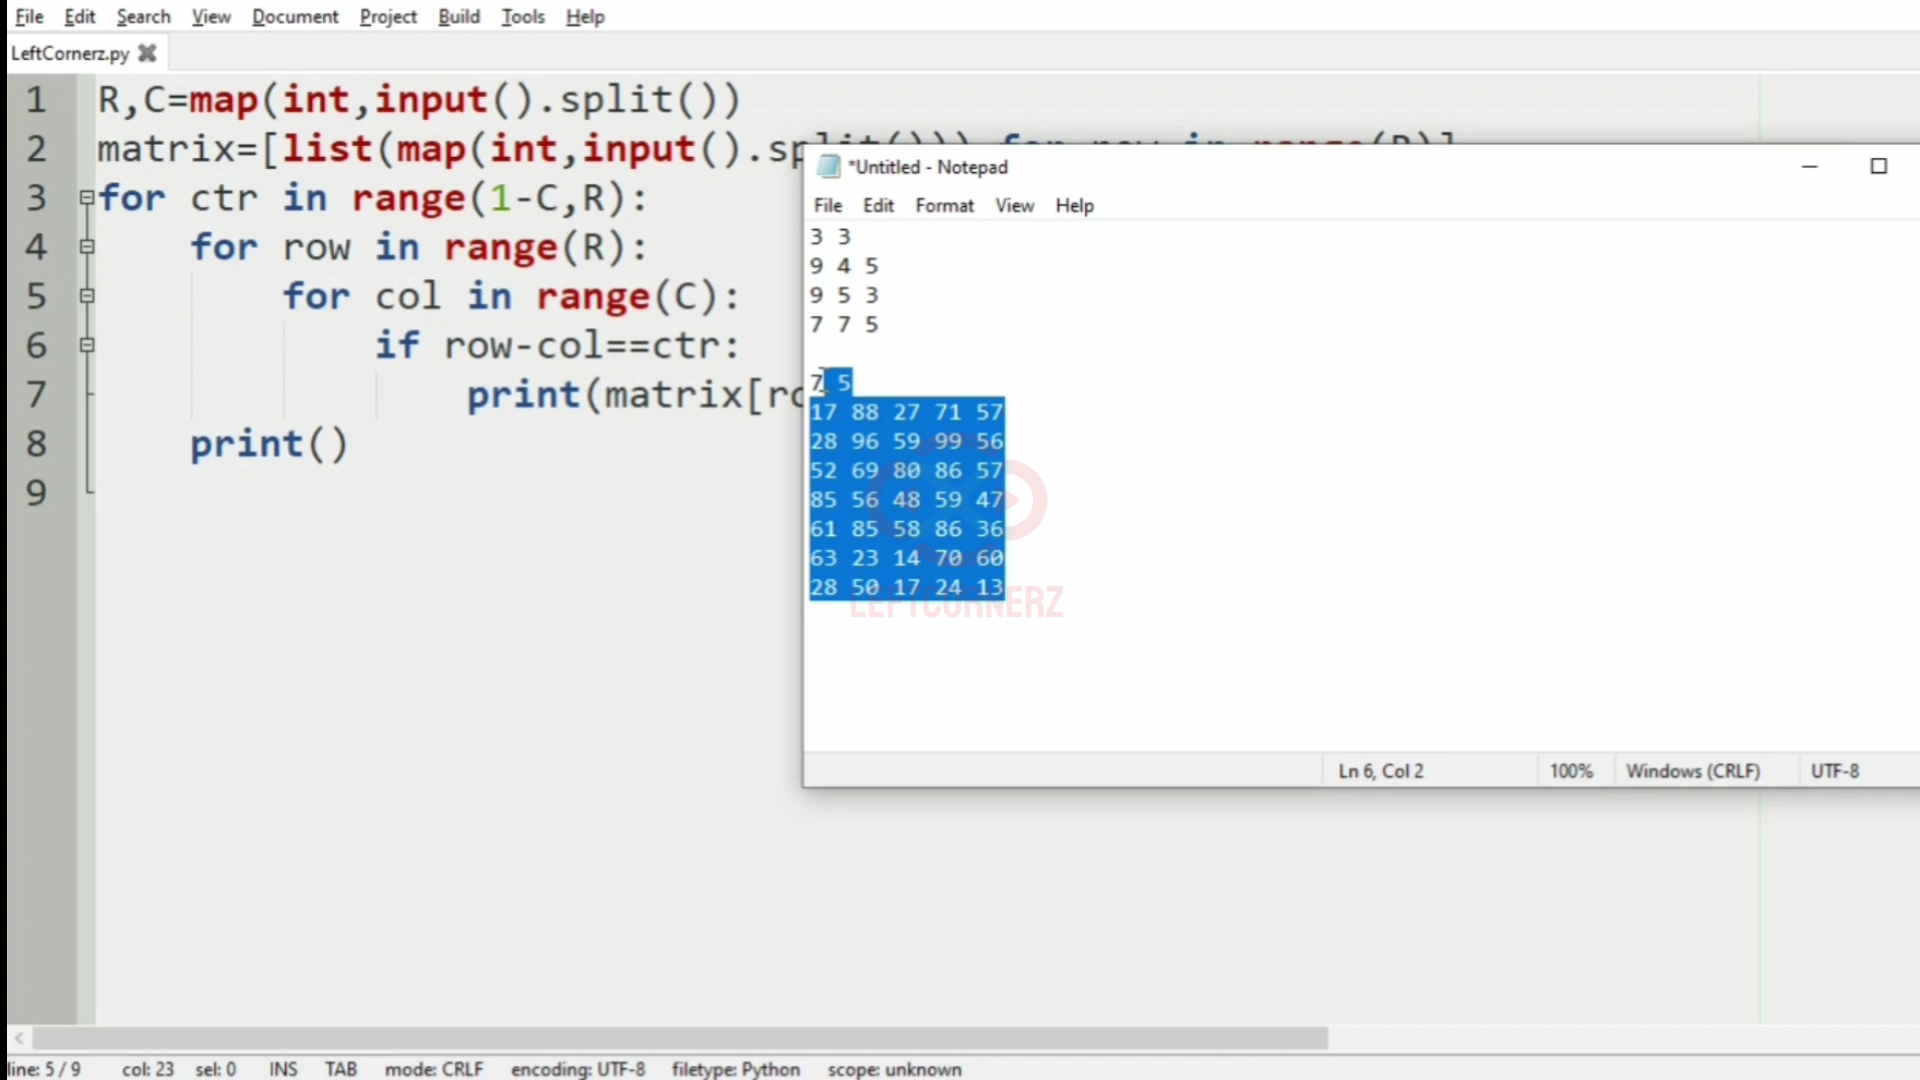 File Edit Search View Document Project Build Tools Help
LeftCornerz.py
1 R,C=map(int,input().split())
2 matrix=[list(map(int,input().split())) for row in range(R)]
3 for ctr in range(1-C,R):
4 for row in range(R):
5 for col in range(C):
6 if row-col==ctr:
7 print(matrix[ro
8 print()
9
*Untitled - Notepad
File Edit Format View Help
3 3
9 4 5
9 5 3
7 7 5
7 5
17 88 27 71 57
28 96 59 99 56
52 69 80 86 57
85 56 48 59 47
61 85 58 86 36
63 23 14 70 60
28 50 17 24 13
LEFTCORNERZ
Ln 6, Col 2 100% Windows (CRLF) UTF-8
line: 5 / 9 col: 23 sel: 0 INS TAB mode: CRLF encoding: UTF-8 filetype: Python scope: unknown